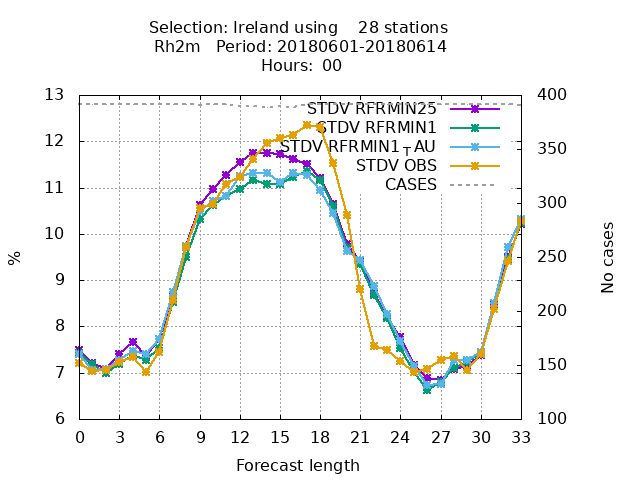 Selection: Ireland using    28 stations
Rh2m   Period: 20180601-20180614
Hours: 00
13
12
11
10
9
8
7
6
%
400
350
300
250
200
150
100
No cases
STDV RFRMIN25
STDV RFRMIN1
STDV RFRMIN1TAU
STDV OBS
CASES
0 3 6 9 12 15 18 21 24 27 30 33
Forecast length